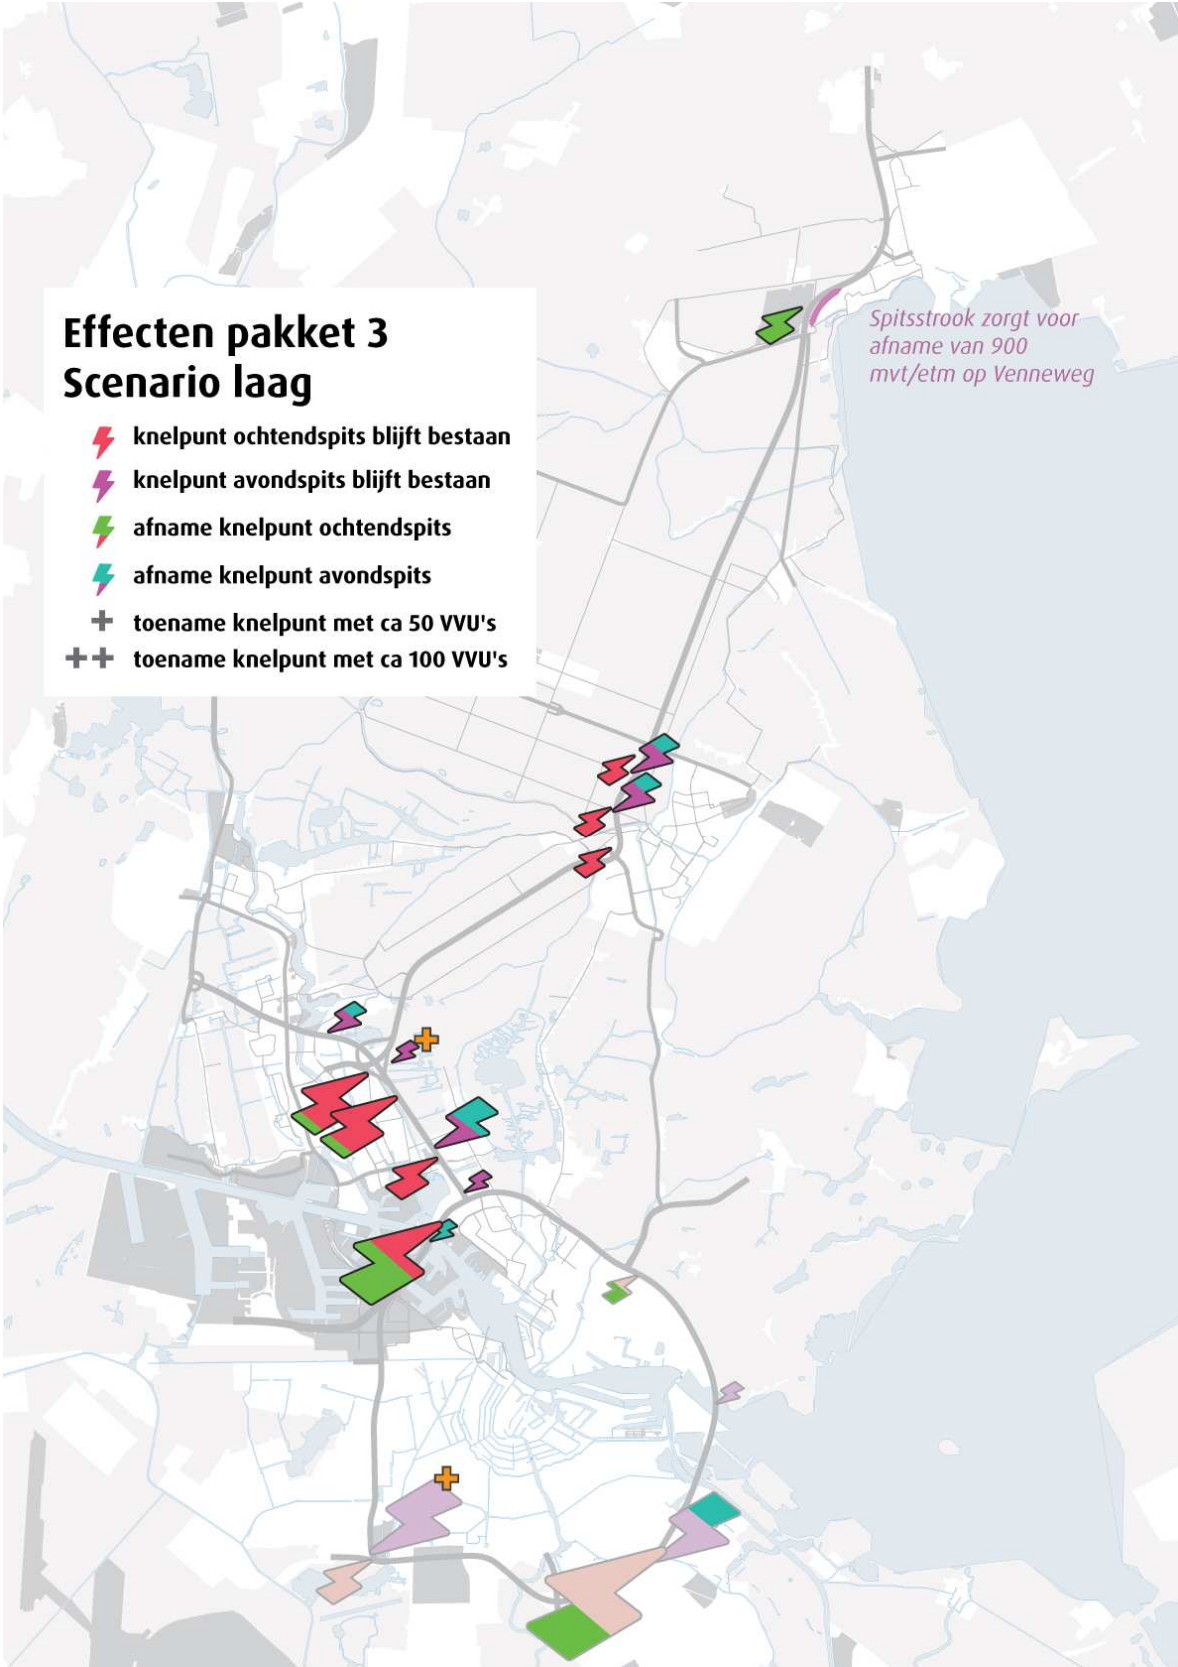 Effecten pakket 3
Scenario laag
knelpunt ochtendspits blijft bestaan
knelpunt avondspits blijft bestaan
afname knelpunt ochtendspits
afname knelpunt avondspits
toename knelpunt met ca 50 VVU's
toename knelpunt met ca 100 VVU's
Spitsstrook zorgt voor
afname van 900
mvt/etm op Venneweg